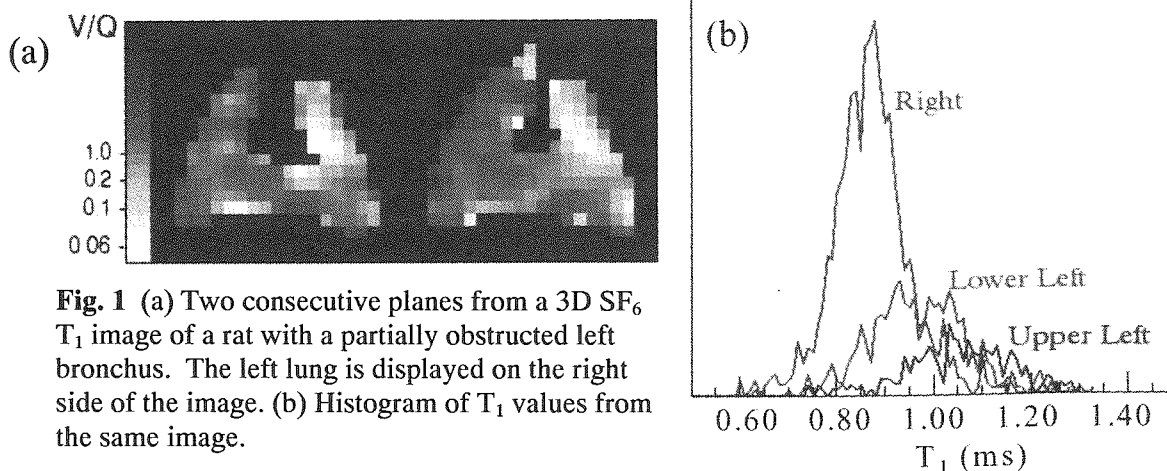 (a)
V/Q
1.0
0.2
0.1
0.06
Fig. 1 (a) Two consecutive planes from a 3D SF6
T1 image of a rat with a partially obstructed left
bronchus. The left lung is displayed on the right
side of the image. (b) Histogram of T1 values from
the same image.
(b)
Right
Lower Left
Upper Left
0.60 0.80 1.00 1.20 1.40
T1 (ms)